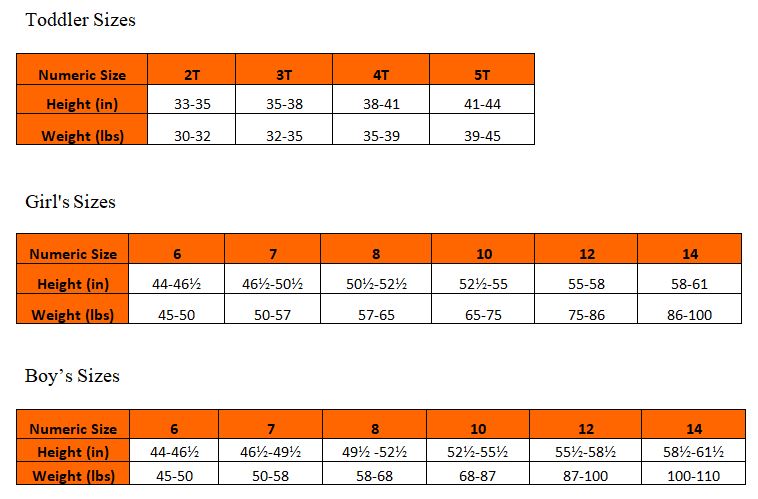 Toddler Sizes
Numeric Size 2T 3T 4T 5T
Height (in) 33-35 35-38 38-41 41-44
Weight (lbs) 30-32 32-35 35-39 39-45
Girl's Sizes
Numeric Size 6 7 8 10 12 14
Height (in) 44-46½ 46½-50½ 50½-52½ 52½-55 55-58 58-61
Weight (lbs) 45-50 50-57 57-65 65-75 75-86 86-100
Boy’s Sizes
Numeric Size 6 7 8 10 12 14
Height (in) 44-46½ 46½-49½ 49½ -52½ 52½-55½ 55½-58½ 58½-61½
Weight (lbs) 45-50 50-58 58-68 68-87 87-100 100-110